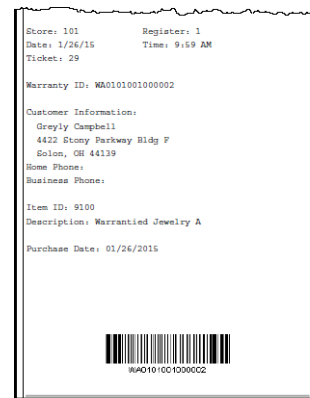 Store: 101 Register: 1
Date: 1/26/15 Time: 9:59 AM
Ticket: 29
Warranty ID: WA0101001000002
Customer Information:
Greyly Campbell
4422 Stony Parkway Bldg F
Solon, OH 44139
Home Phone:
Business Phone:
Item ID: 9100
Description: Warrantied Jewelry A
Purchase Date: 01/26/2015
WA0101001000002